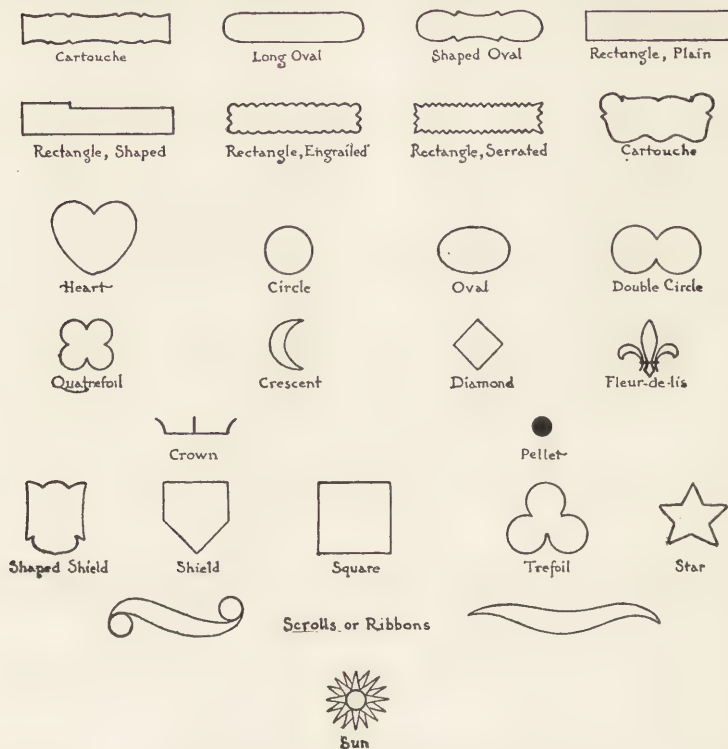 Cartouche Long Oval Shaped Oval Rectangle, Plain
Rectangle, Shaped Rectangle, Engrailed Rectangle, Serrated Cartouche
Heart Circle Oval Double Circle
Quatrefoil Crescent Diamond Fleur-de-lis
Crown Pellet
Shaped Shield Shield Square Trefoil Star
Scrolls or Ribbons
Sun